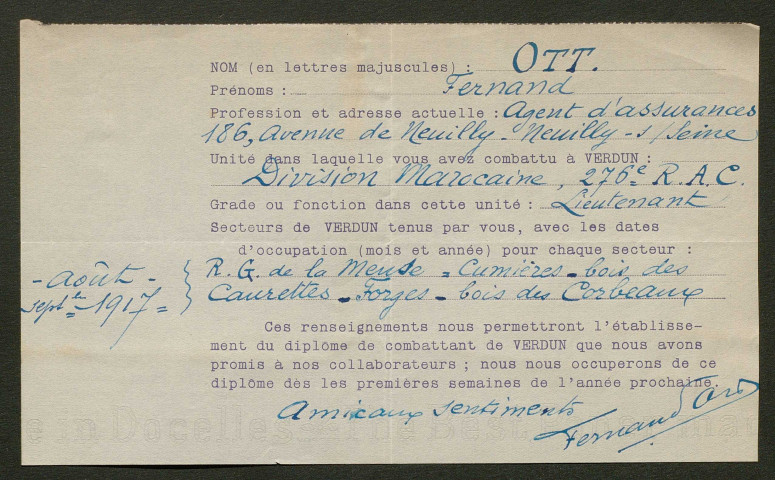 NOM (en lettres majuscules) : OTT.
Prénoms : Fernand
Profession et adresse actuelle : Agent d'assurances
186, Avenue de Neuilly - Neuilly-s/Seine
Unité dans laquelle vous avez combattu à VERDUN :
Division Marocaine, 276e R.A.C.
Grade ou fonction dans cette unité : Lieutenant
Secteurs de VERDUN tenus par vous, avec les dates
d'occupation (mois et année) pour chaque secteur :
- août -
sept bre - 1917 =
R. G. de la Meuse = Cumières - bois des
Caurettes - Forges - bois des Corbeaux
Ces renseignements nous permettront l'établisse-
ment du diplôme de combattant de VERDUN que nous avons
promis à nos collaborateurs ; nous nous occuperons de ce
diplôme dès les premières semaines de l'année prochaine.
Amicaux sentiments
Fernand Ott